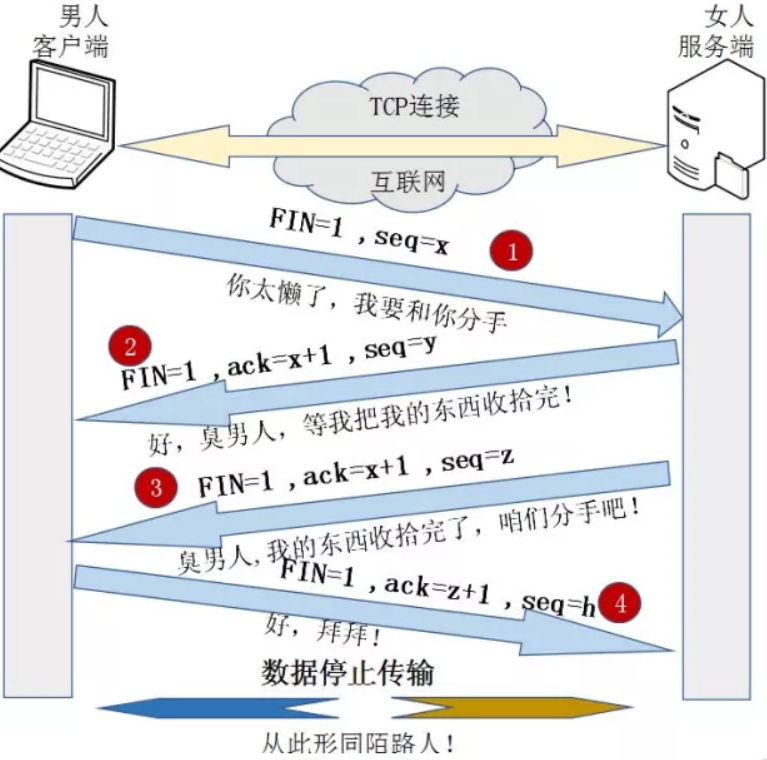 男人
客户端
女人
服务端
TCP连接
互联网
FIN=1 ,seq=x
1
你太懒了，我要和你分手
2
FIN=1 ,ack=x+1 ,seq=y
好，臭男人，等我把我的东西收拾完！
3
FIN=1 ,ack=x+1 ,seq=z
臭男人,我的东西收拾完了，咱们分手吧！
FIN=1 ,ack=z+1 ,seq=h
4
好，拜拜！
数据停止传输
从此形同陌路人！